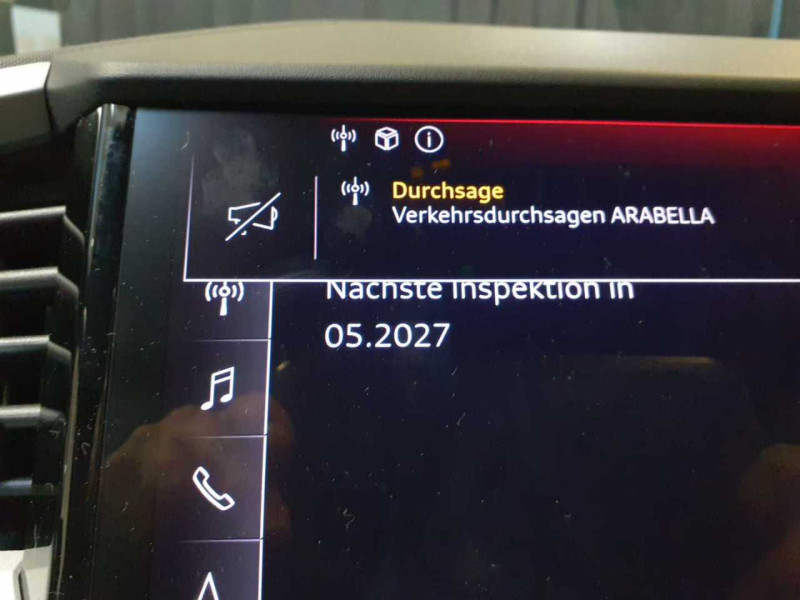 Durchsage
Verkehrsdurchsagen ARABELLA
Nächste Inspektion in
05.2027